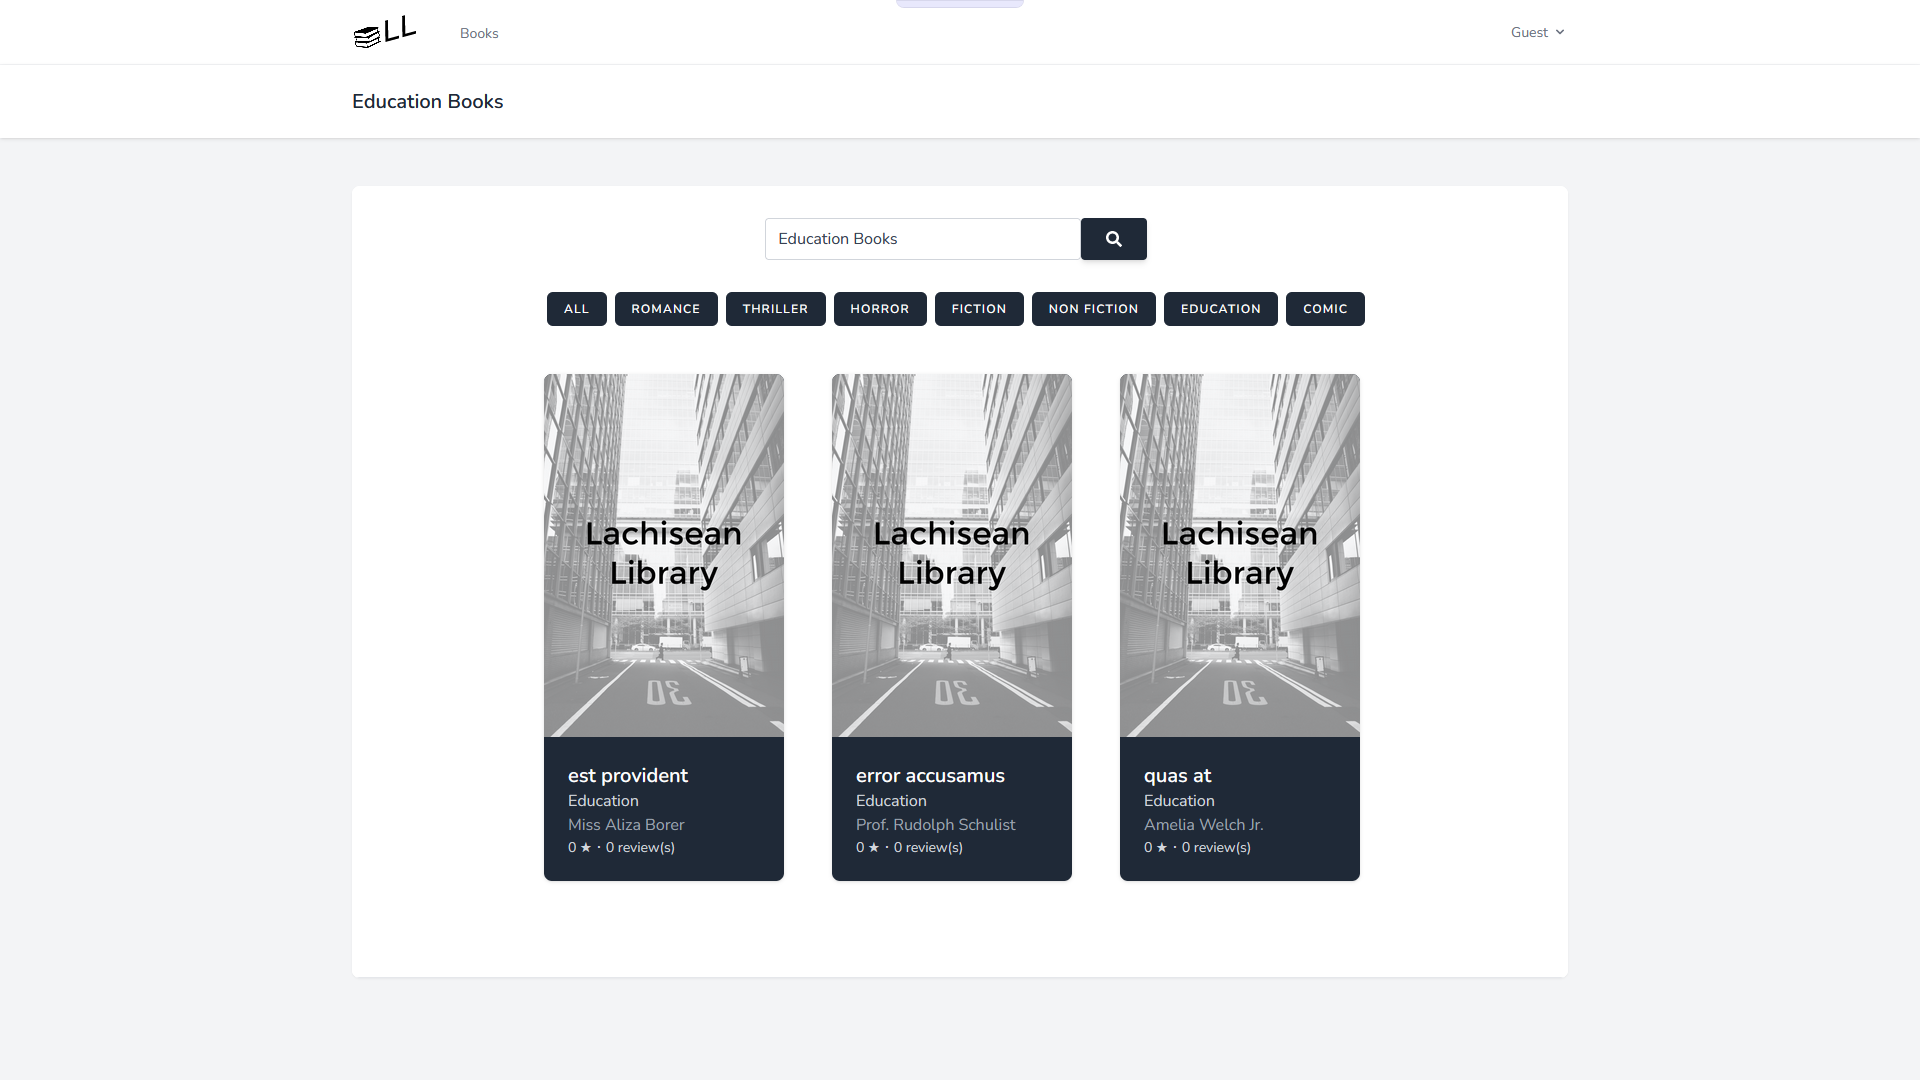 LL
Books
Guest
Education Books
Education Books
ALL
ROMANCE
THRILLER
HORROR
FICTION
NON FICTION
EDUCATION
COMIC
Lachisean
Library
30
est provident
Education
Miss Aliza Borer
0 ★ · 0 review(s)
Lachisean
Library
30
error accusamus
Education
Prof. Rudolph Schulist
0 ★ · 0 review(s)
Lachisean
Library
30
quas at
Education
Amelia Welch Jr.
0 ★ · 0 review(s)